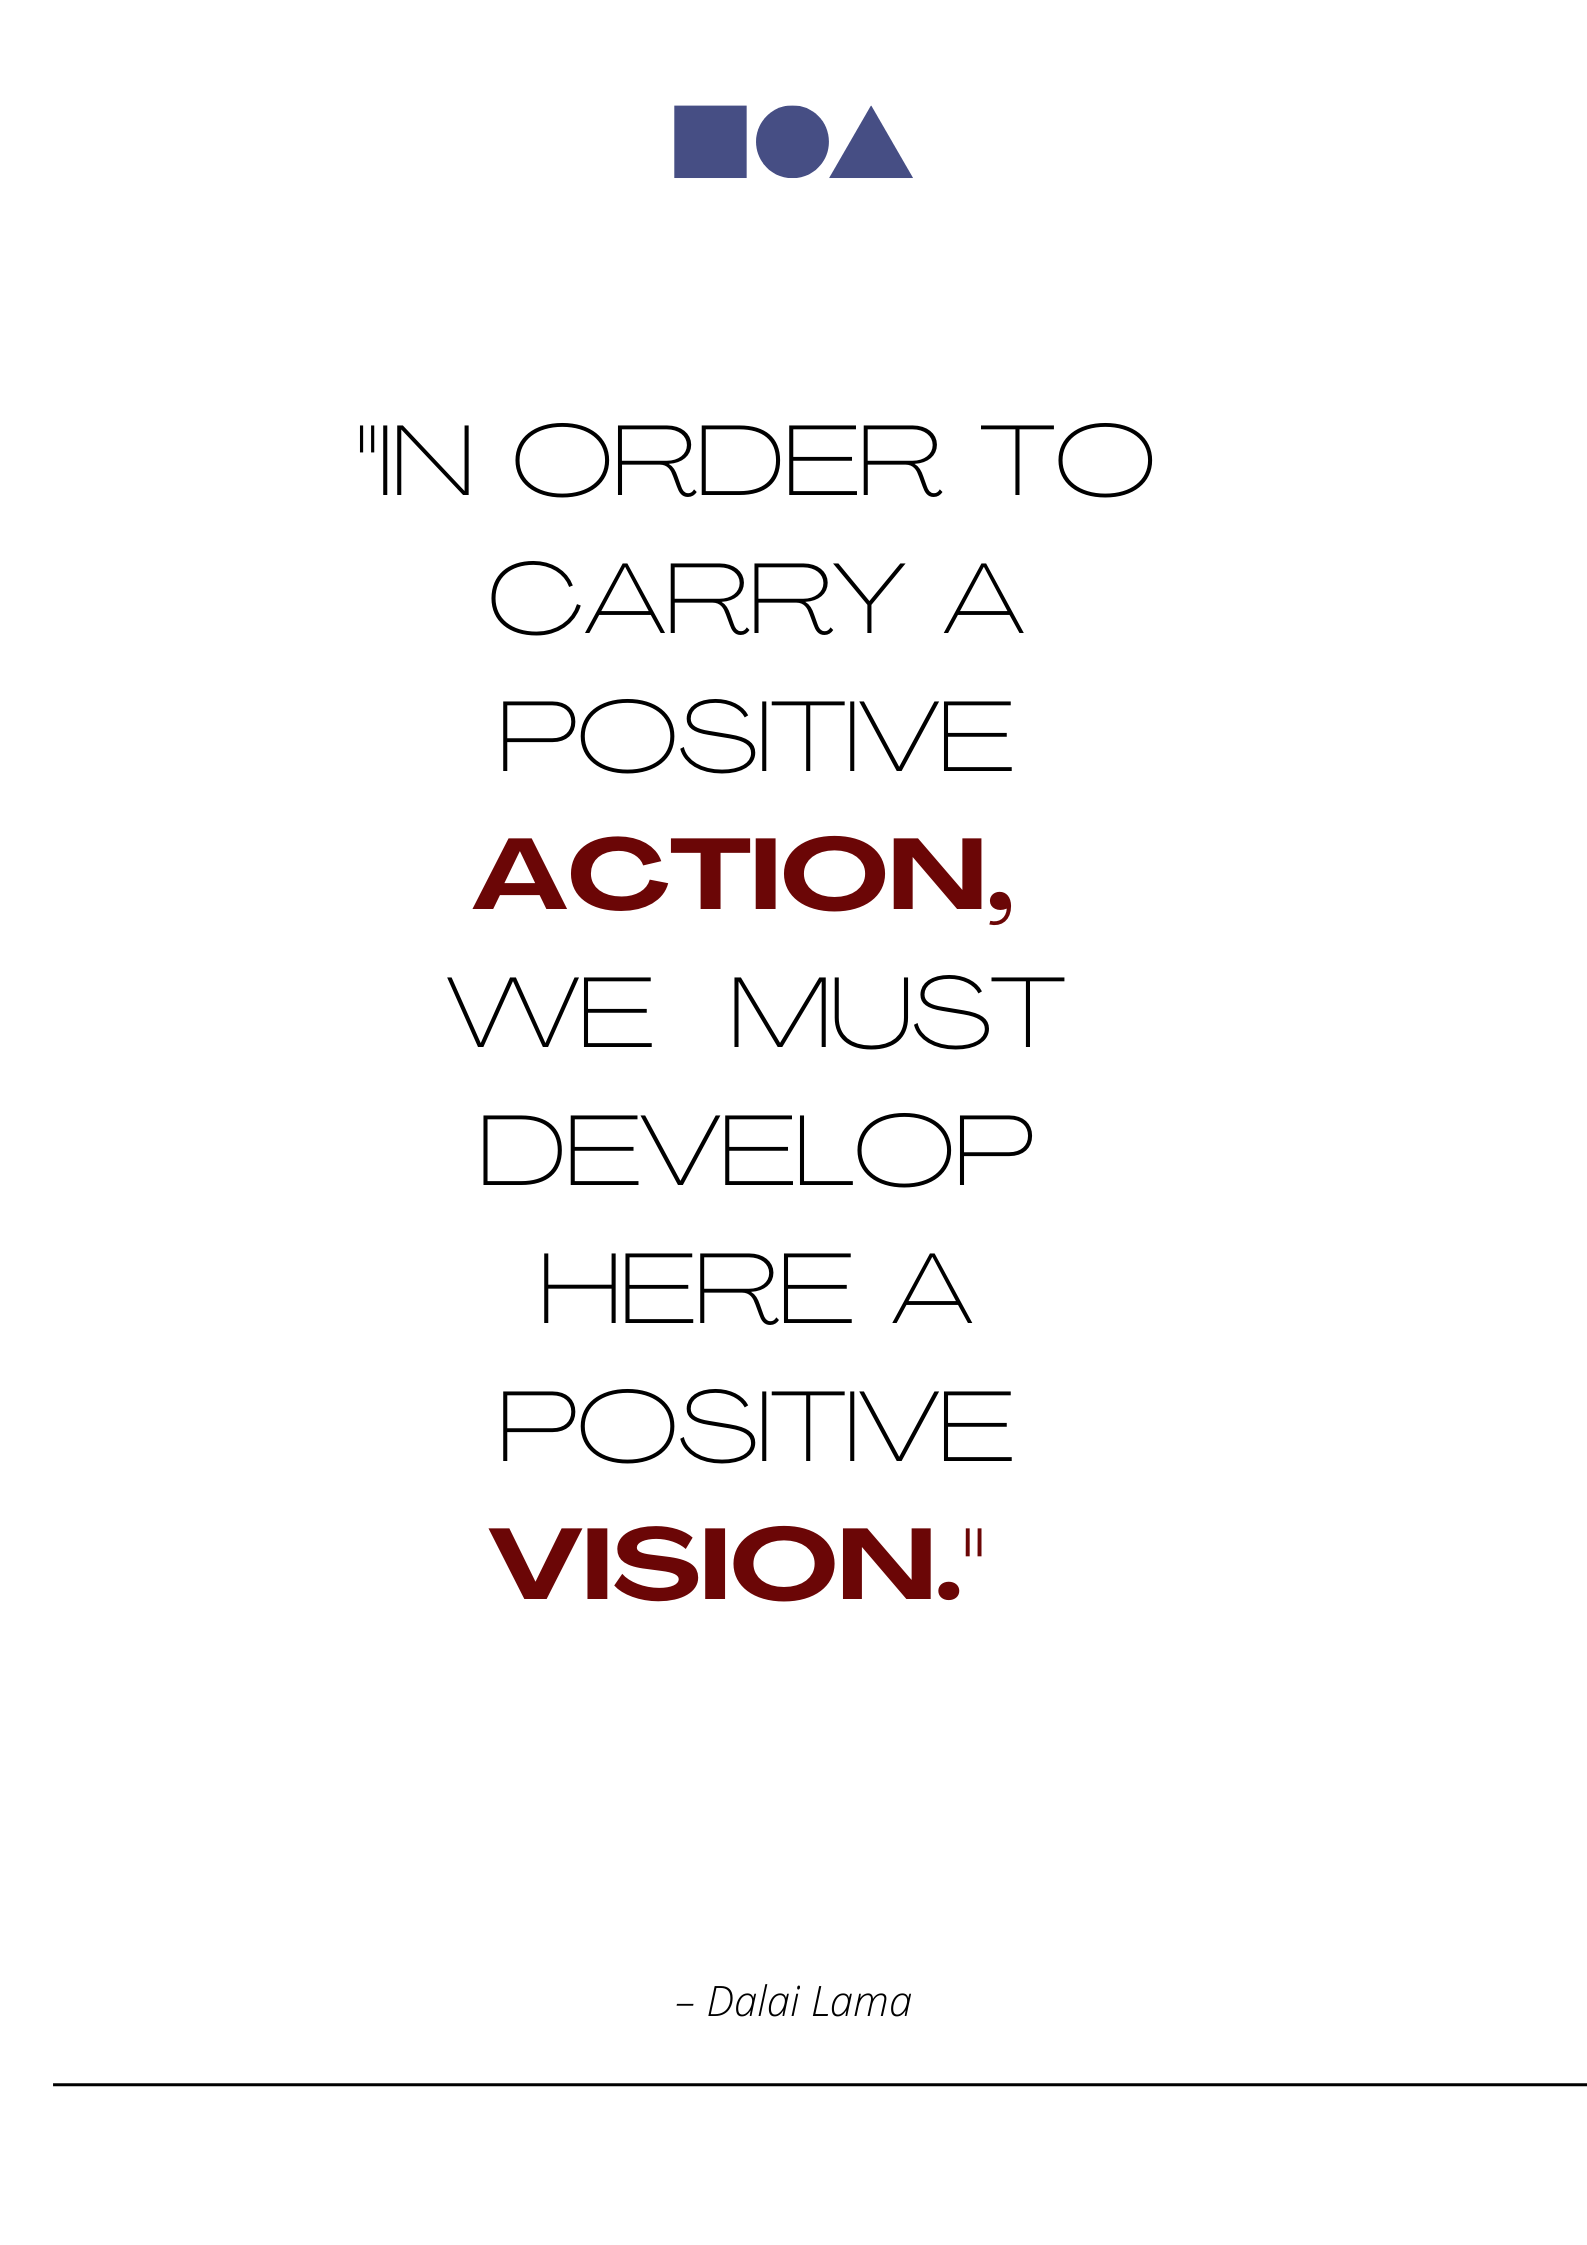 "IN ORDER TO
CARRY A
POSITIVE
ACTION,
WE MUST
DEVELOP
HERE A
POSITIVE
VISION."
– Dalai Lama